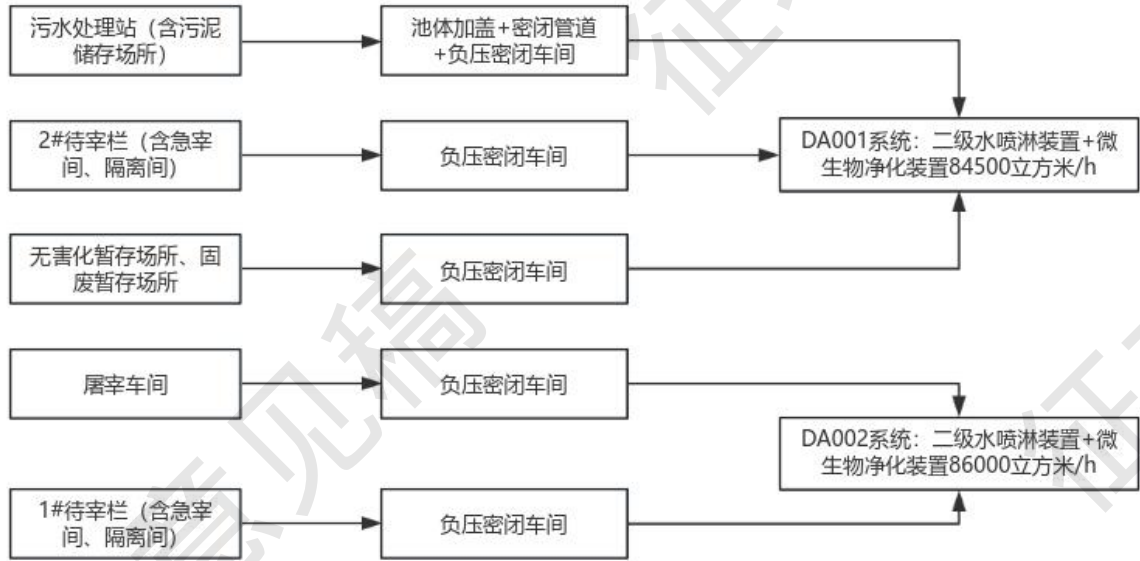 污水处理站（含污泥
储存场所）
池体加盖+密闭管道
+负压密闭车间
2#待宰栏（含急宰
间、隔离间）
负压密闭车间
DA001系统：二级水喷淋装置+微
生物净化装置84500立方米/h
无害化暂存场所、固
废暂存场所
负压密闭车间
屠宰车间
负压密闭车间
DA002系统：二级水喷淋装置+微
生物净化装置86000立方米/h
1#待宰栏（含急宰
间、隔离间）
负压密闭车间
征
意见稿
征